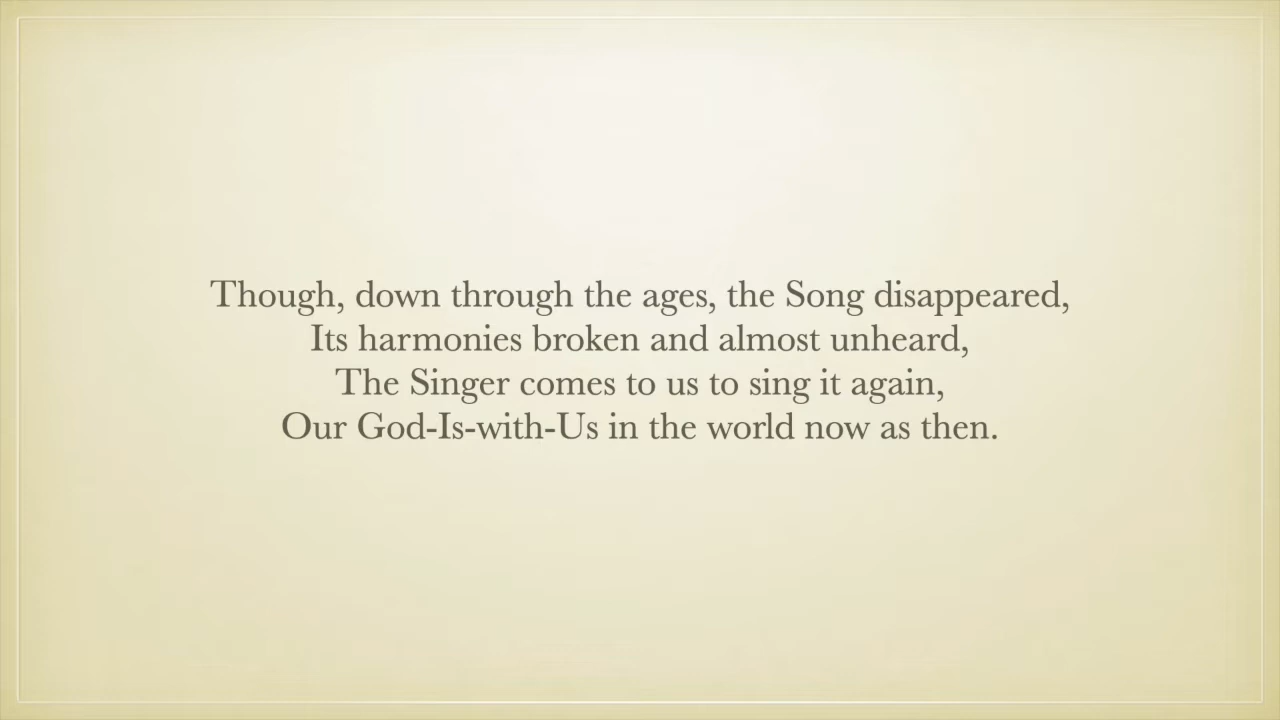 Though, down through the ages, the Song disappeared,
Its harmonies broken and almost unheard,
The Singer comes to us to sing it again,
Our God-Is-with-Us in the world now as then.